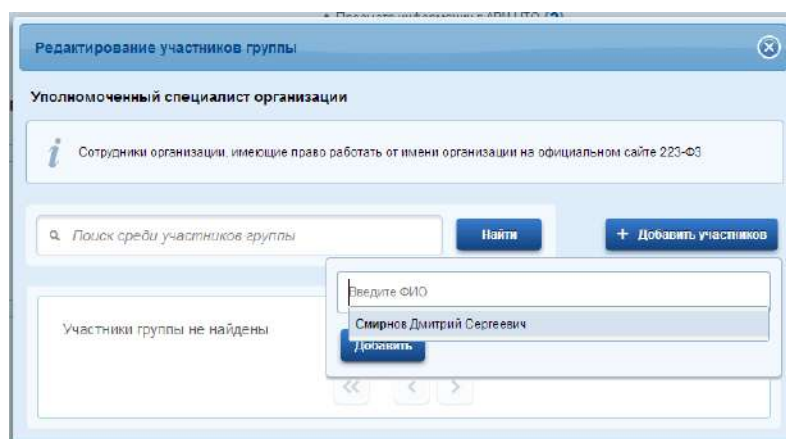 Редактирование участников группы
Уполномоченный специалист организации
Сотрудники организации, имеющие право работать от имени организации на официальном сайте 223-ФЗ
Поиск среди участников группы
Найти
+ Добавить участников
Введите ФИО
Участники группы не найдены
Смирнов Дмитрий Сергеевич
Добавить